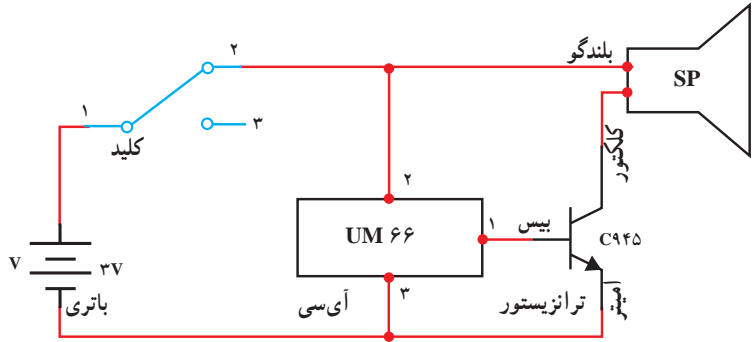 بلندگو
SP
۲
۱
۳
کلید
کلکتور
۲
UM ۶۶
۱
بیس
C۹۴۵
V
۳V
باتری
آی‌سی
۳
ترانزیستور
امیتر